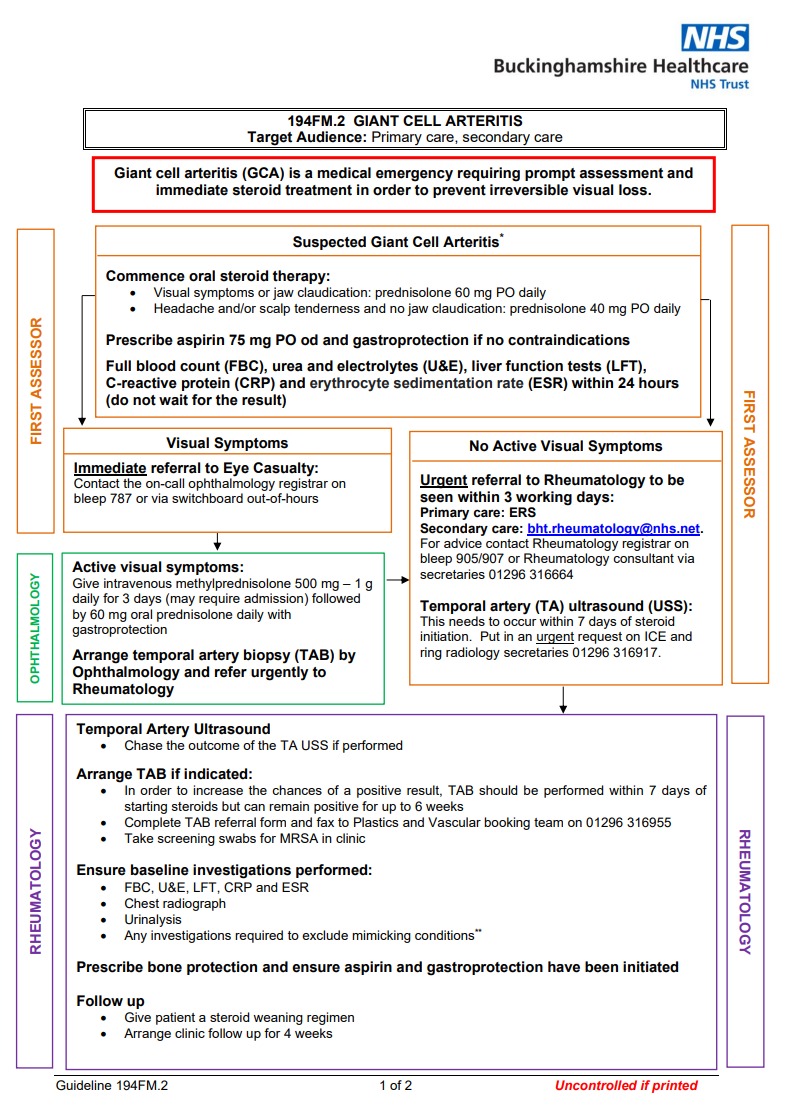 NHS
Buckinghamshire Healthcare
NHS Trust
194FM.2 GIANT CELL ARTERITIS
Target Audience: Primary care, secondary care
Giant cell arteritis (GCA) is a medical emergency requiring prompt assessment and
immediate steroid treatment in order to prevent irreversible visual loss.
FIRST ASSESSOR
Suspected Giant Cell Arteritis*
Commence oral steroid therapy:
• Visual symptoms or jaw claudication: prednisolone 60 mg PO daily
• Headache and/or scalp tenderness and no jaw claudication: prednisolone 40 mg PO daily
Prescribe aspirin 75 mg PO od and gastroprotection if no contraindications
Full blood count (FBC), urea and electrolytes (U&E), liver function tests (LFT),
C-reactive protein (CRP) and erythrocyte sedimentation rate (ESR) within 24 hours
(do not wait for the result)
FIRST ASSESSOR
Visual Symptoms
Immediate referral to Eye Casualty:
Contact the on-call ophthalmology registrar on
bleep 787 or via switchboard out-of-hours
No Active Visual Symptoms
Urgent referral to Rheumatology to be
seen within 3 working days:
Primary care: ERS
Secondary care: bht.rheumatology@nhs.net.
For advice contact Rheumatology registrar on
bleep 905/907 or Rheumatology consultant via
secretaries 01296 316664
Temporal artery (TA) ultrasound (USS):
This needs to occur within 7 days of steroid
initiation. Put in an urgent request on ICE and
ring radiology secretaries 01296 316917.
OPHTHALMOLOGY
Active visual symptoms:
Give intravenous methylprednisolone 500 mg – 1 g
daily for 3 days (may require admission) followed
by 60 mg oral prednisolone daily with
gastroprotection
Arrange temporal artery biopsy (TAB) by
Ophthalmology and refer urgently to
Rheumatology
RHEUMATOLOGY
Temporal Artery Ultrasound
• Chase the outcome of the TA USS if performed
Arrange TAB if indicated:
• In order to increase the chances of a positive result, TAB should be performed within 7 days of
starting steroids but can remain positive for up to 6 weeks
• Complete TAB referral form and fax to Plastics and Vascular booking team on 01296 316955
• Take screening swabs for MRSA in clinic
Ensure baseline investigations performed:
• FBC, U&E, LFT, CRP and ESR
• Chest radiograph
• Urinalysis
• Any investigations required to exclude mimicking conditions**
Prescribe bone protection and ensure aspirin and gastroprotection have been initiated
Follow up
• Give patient a steroid weaning regimen
• Arrange clinic follow up for 4 weeks
RHEUMATOLOGY
Guideline 194FM.2
1 of 2
Uncontrolled if printed